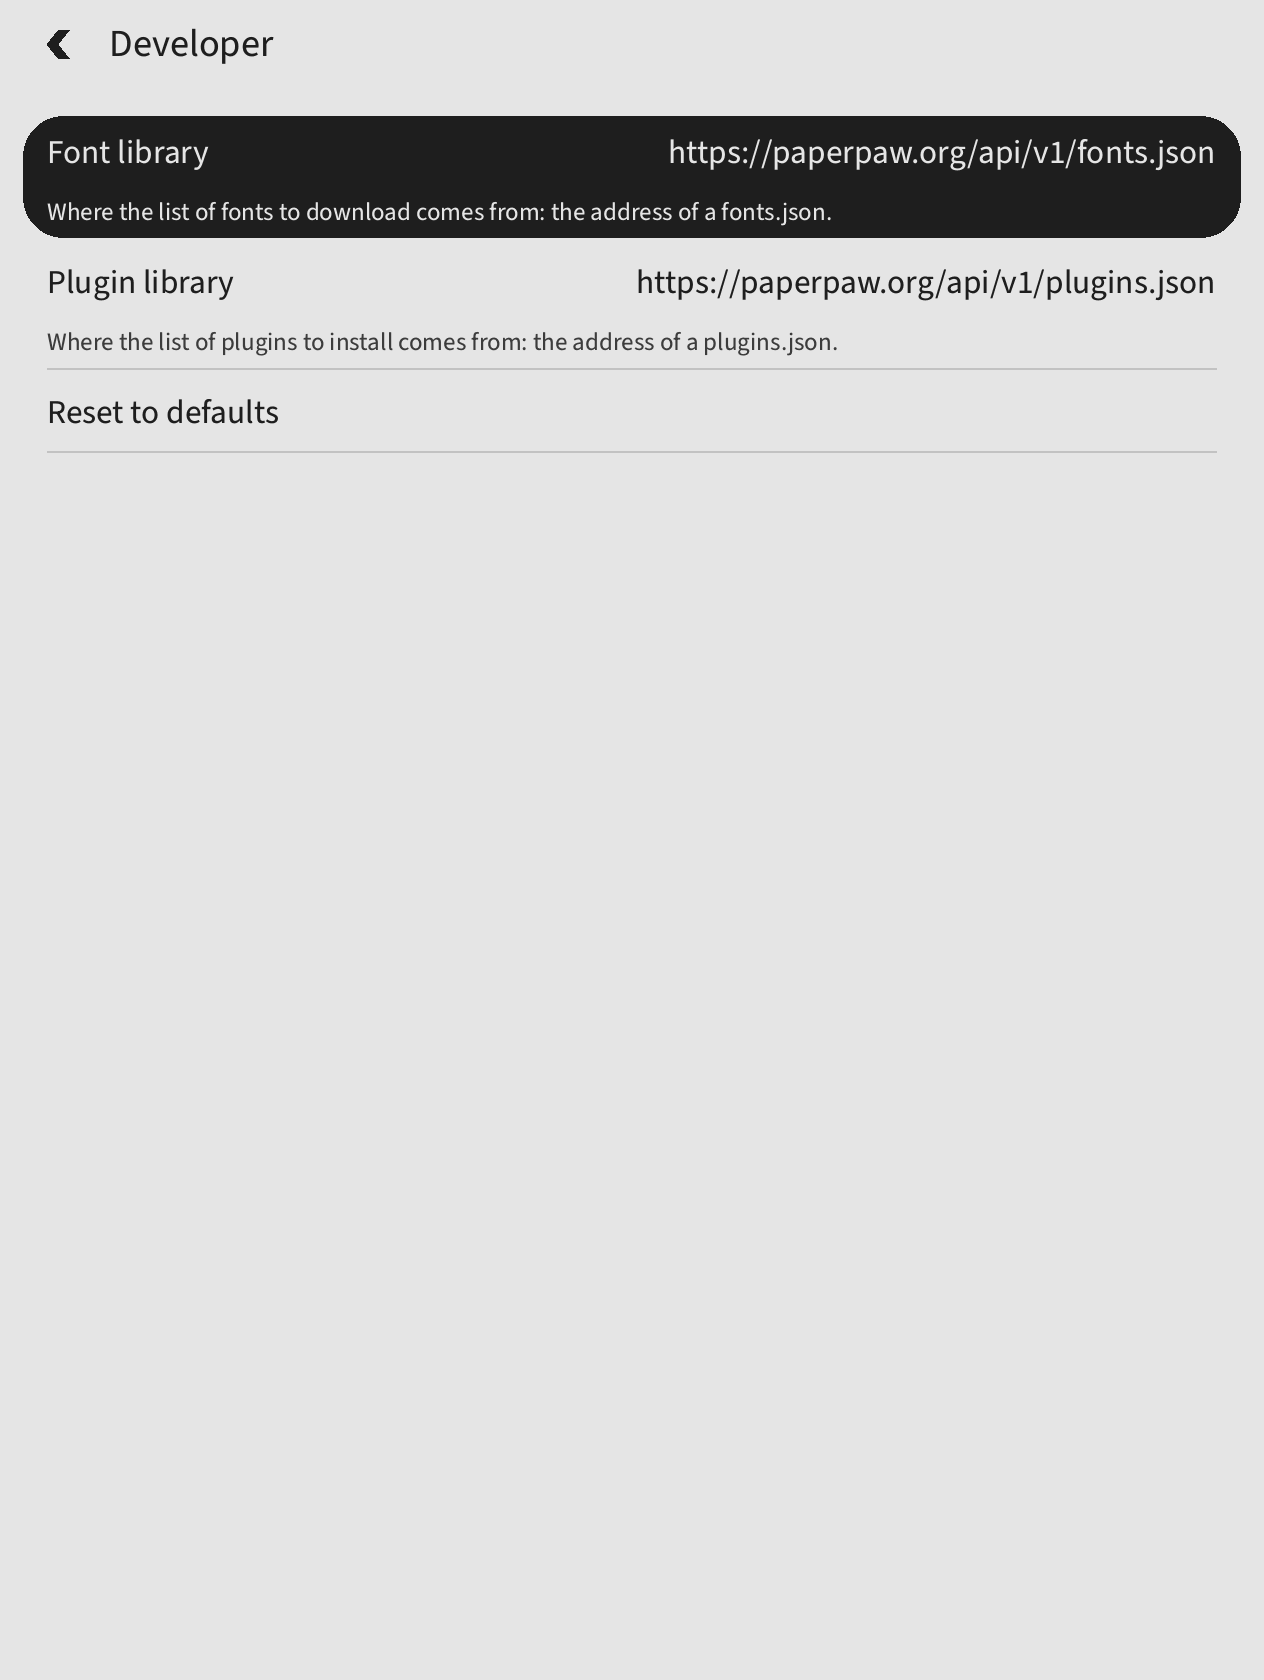 Developer
Font library https://paperpaw.org/api/v1/fonts.json
Where the list of fonts to download comes from: the address of a fonts.json.
Plugin library https://paperpaw.org/api/v1/plugins.json
Where the list of plugins to install comes from: the address of a plugins.json.
Reset to defaults